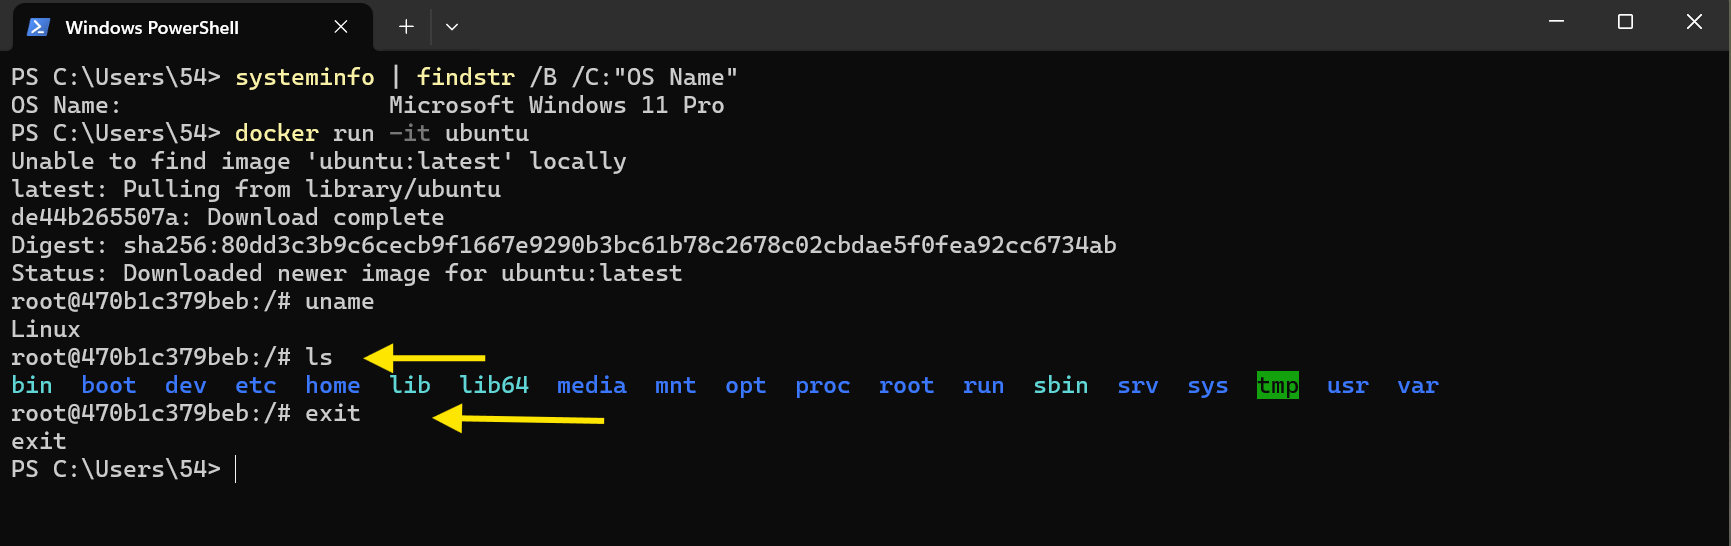 Windows PowerShell
PS C:\Users\54> systeminfo | findstr /B /C:"OS Name"
OS Name:                   Microsoft Windows 11 Pro
PS C:\Users\54> docker run -it ubuntu
Unable to find image 'ubuntu:latest' locally
latest: Pulling from library/ubuntu
de44b265507a: Download complete
Digest: sha256:80dd3c3b9c6cecb9f1667e9290b3bc61b78c2678c02cbdae5f0fea92cc6734ab
Status: Downloaded newer image for ubuntu:latest
root@470b1c379beb:/# uname
Linux
root@470b1c379beb:/# ls
bin  boot  dev  etc  home  lib  lib64  media  mnt  opt  proc  root  run  sbin  srv  sys  tmp  usr  var
root@470b1c379beb:/# exit
exit
PS C:\Users\54>